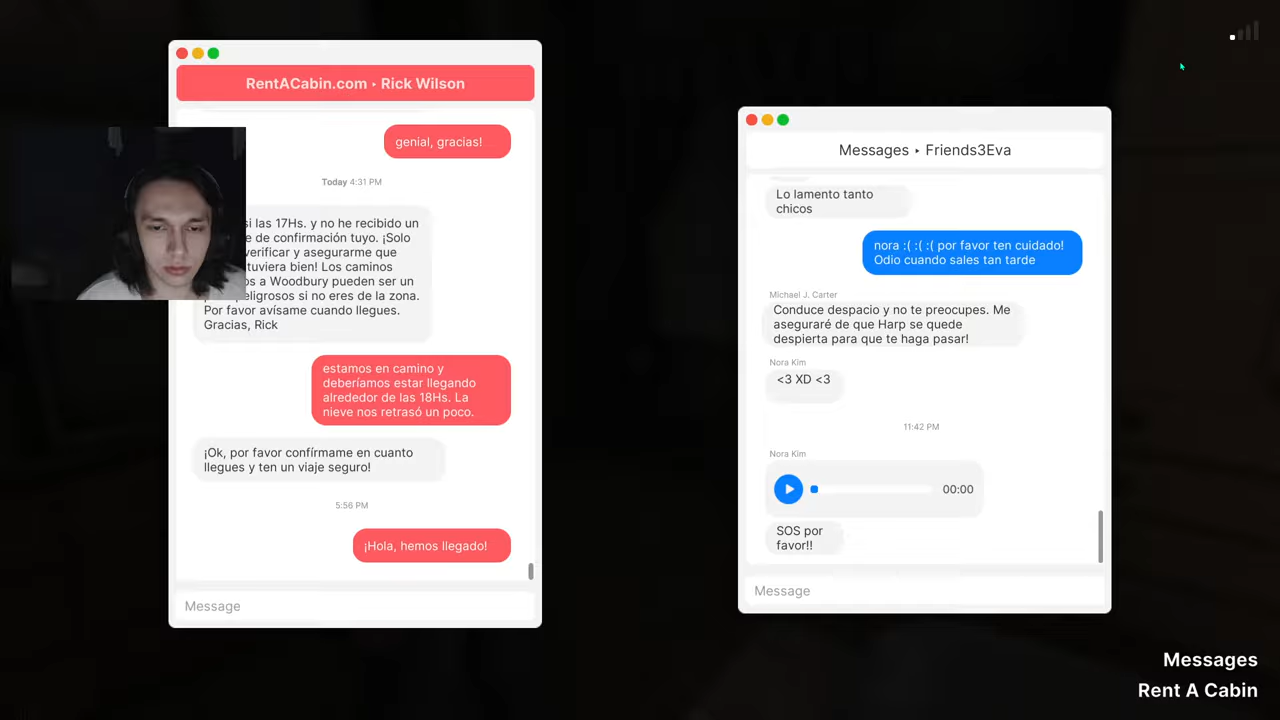 RentACabin.com ▸ Rick Wilson
genial, gracias!
Today 4:31 PM
si las 17Hs. y no he recibido un
de confirmación tuyo. ¡Solo
verificar y asegurarme que
tuviera bien! Los caminos
a Woodbury pueden ser un
peligrosos si no eres de la zona.
Por favor avísame cuando llegues.
Gracias, Rick
estamos en camino y
deberíamos estar llegando
alrededor de las 18Hs. La
nieve nos retrasó un poco.
¡Ok, por favor confírmame en cuanto
llegues y ten un viaje seguro!
5:56 PM
¡Hola, hemos llegado!
Message
Messages ▸ Friends3Eva
Lo lamento tanto
chicos
nora :( :( :( por favor ten cuidado!
Odio cuando sales tan tarde
Michael J. Carter
Conduce despacio y no te preocupes. Me
aseguraré de que Harp se quede
despierta para que te haga pasar!
Nora Kim
<3 XD <3
11:42 PM
Nora Kim
00:00
SOS por
favor!!
Message
Messages
Rent A Cabin